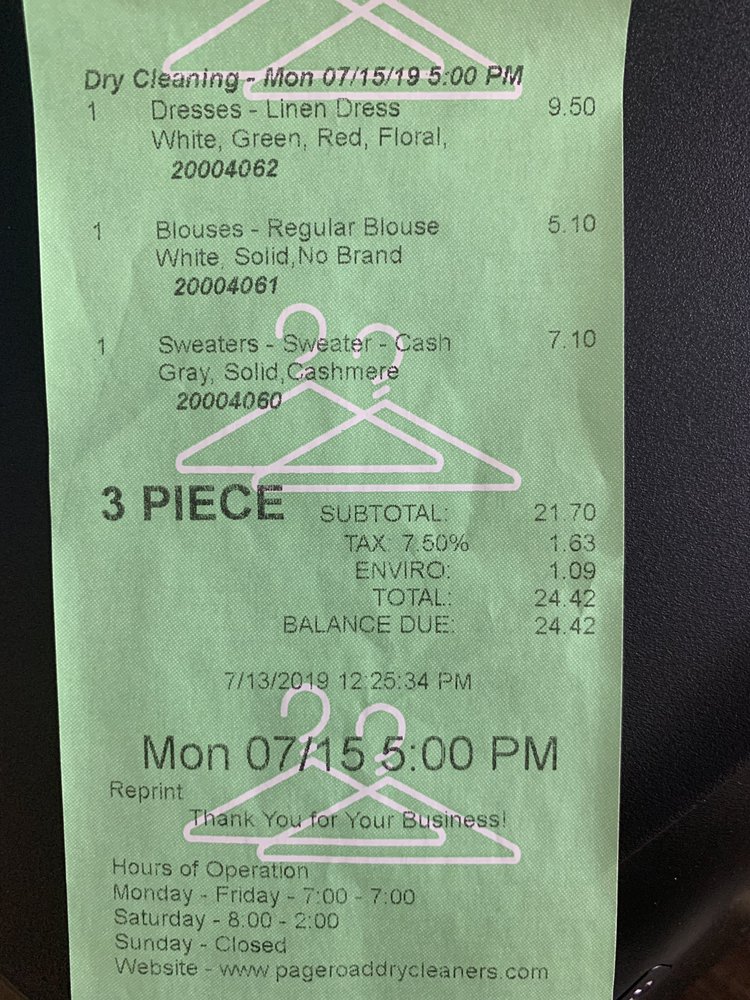 Dry Cleaning - Mon 07/15/19 5:00 PM
1 Dresses - Linen Dress 9.50
White, Green, Red, Floral,
20004062
1 Blouses - Regular Blouse 5.10
White, Solid,No Brand
20004061
1 Sweaters - Sweater - Cash 7.10
Gray, Solid,Cashmere
20004060
3 PIECE SUBTOTAL: 21.70
TAX: 7.50% 1.63
ENVIRO: 1.09
TOTAL: 24.42
BALANCE DUE: 24.42
7/13/2019 12:25:34 PM
Mon 07/15 5:00 PM
Reprint
Thank You for Your Business!
Hours of Operation
Monday - Friday - 7:00 - 7:00
Saturday - 8:00 - 2:00
Sunday - Closed
Website - www.pageroaddrycleaners.com